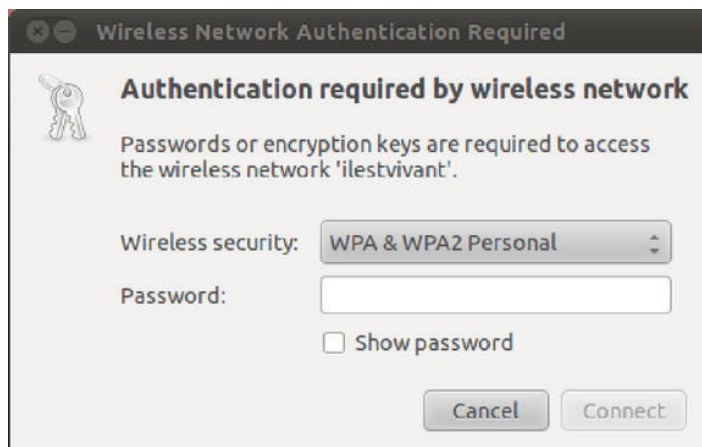 Wireless Network Authentication Required
Authentication required by wireless network
Passwords or encryption keys are required to access
the wireless network 'ilestvivant'.
Wireless security: WPA & WPA2 Personal
Password:
Show password
Cancel Connect